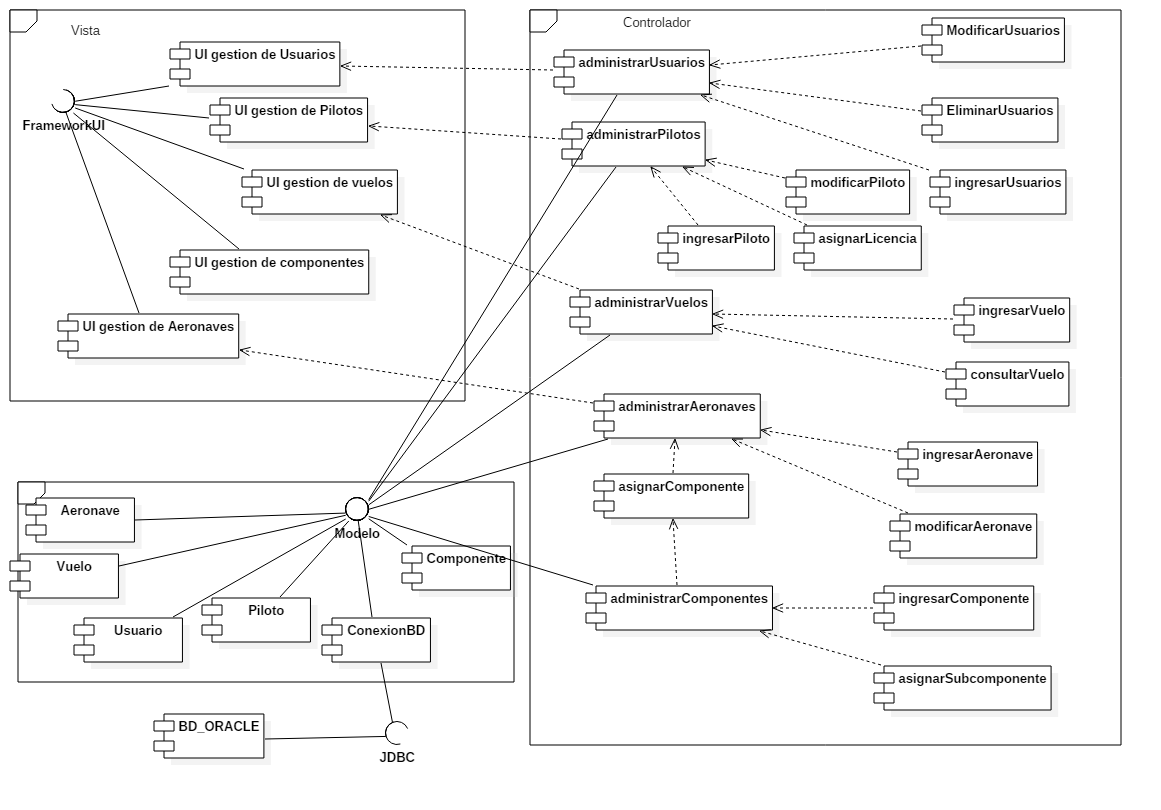 Vista
UI gestion de Usuarios
UI gestion de Pilotos
FrameworkUI
UI gestion de vuelos
UI gestion de componentes
UI gestion de Aeronaves
Controlador
administrarUsuarios
ModificarUsuarios
EliminarUsuarios
administrarPilotos
modificarPiloto
ingresarUsuarios
ingresarPiloto
asignarLicencia
administrarVuelos
ingresarVuelo
consultarVuelo
administrarAeronaves
ingresarAeronave
asignarComponente
modificarAeronave
administrarComponentes
ingresarComponente
asignarSubcomponente
Aeronave
Modelo
Vuelo
Componente
Piloto
Usuario
ConexionBD
BD_ORACLE
JDBC